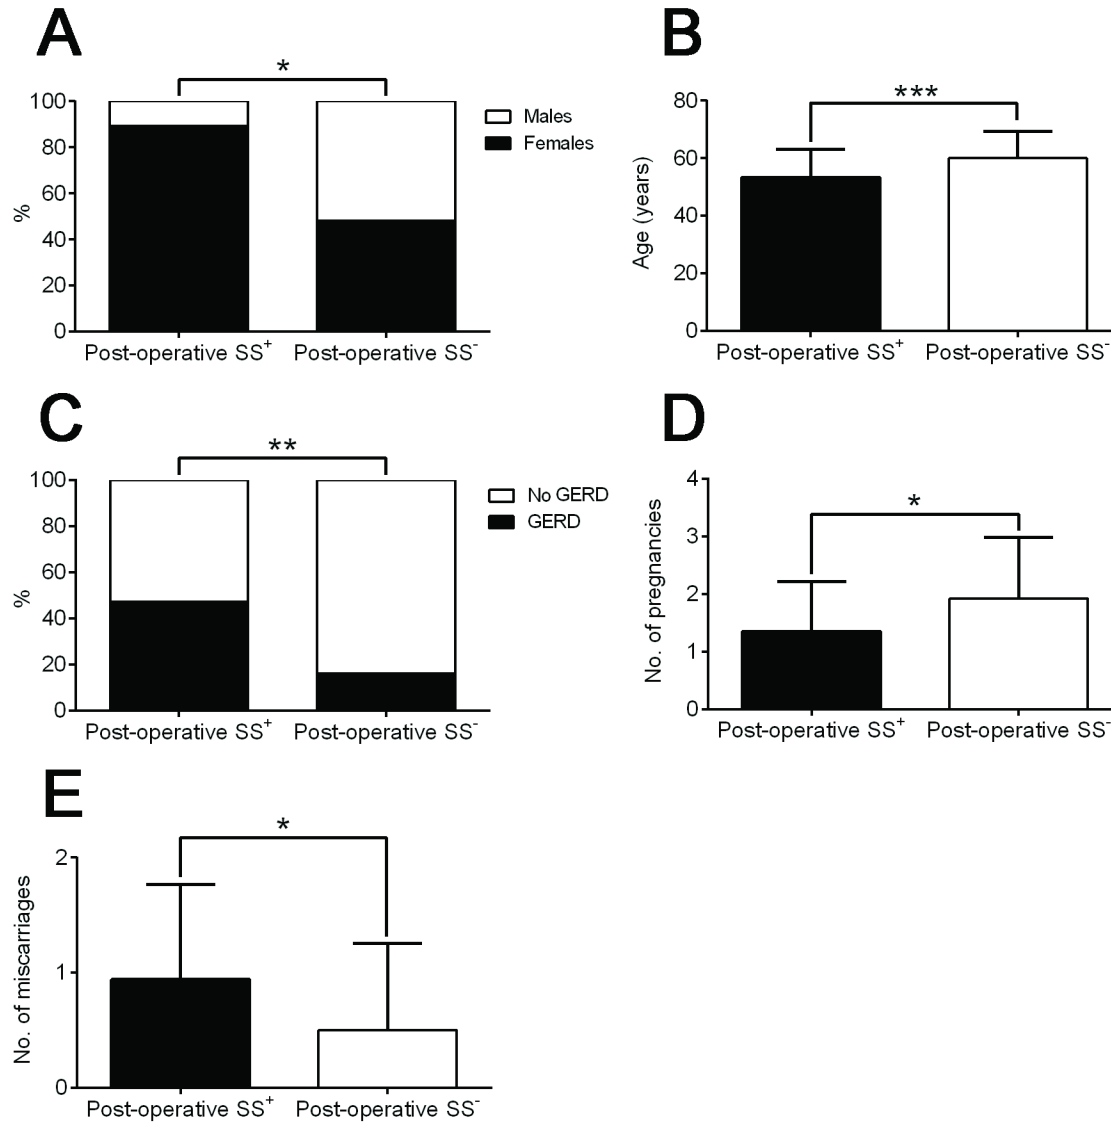 A
*
100
80
60
40
20
0
%
Males
Females
Post-operative SS+
Post-operative SS-
B
***
80
60
40
20
0
Age (years)
Post-operative SS+
Post-operative SS-
C
**
100
80
60
40
20
0
%
No GERD
GERD
Post-operative SS+
Post-operative SS-
D
*
4
3
2
1
0
No. of pregnancies
Post-operative SS+
Post-operative SS-
E
*
2
1
0
No. of miscarriages
Post-operative SS+
Post-operative SS-